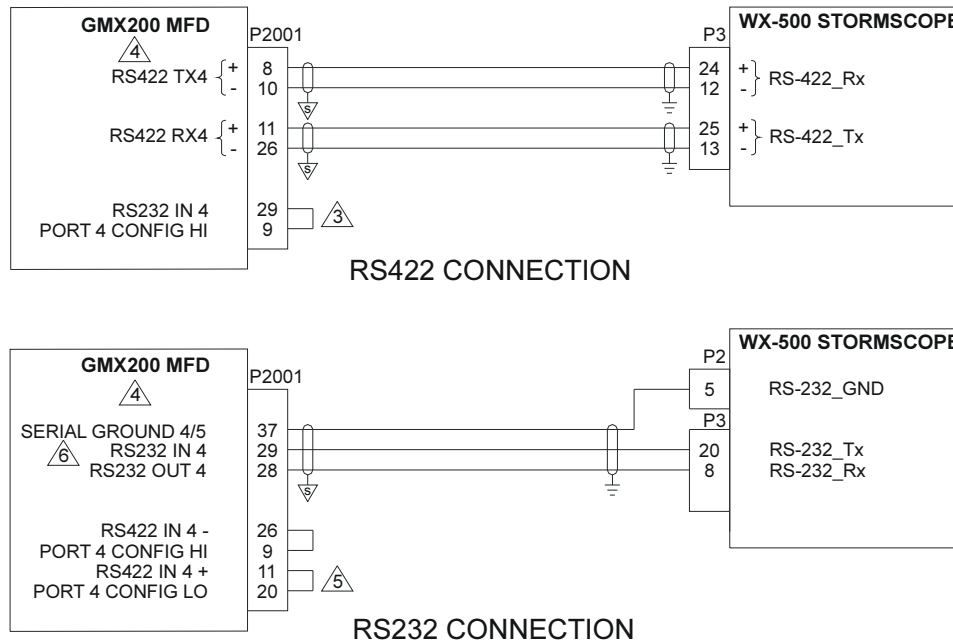 GMX200 MFD
P2001
P3
WX-500 STORMSCOPE
4
RS422 TX4 { + 8 24 + } RS-422_Rx
- 10 12 -
S
RS422 RX4 { + 11 25 + } RS-422_Tx
- 26 13 -
S
RS232 IN 4 29
3
PORT 4 CONFIG HI 9
RS422 CONNECTION
GMX200 MFD
P2001
P2
WX-500 STORMSCOPE
4
5 RS-232_GND
P3
SERIAL GROUND 4/5 37
6
RS232 IN 4 29 20 RS-232_Tx
RS232 OUT 4 28 8 RS-232_Rx
S
RS422 IN 4 - 26
PORT 4 CONFIG HI 9
RS422 IN 4 + 11
5
PORT 4 CONFIG LO 20
RS232 CONNECTION